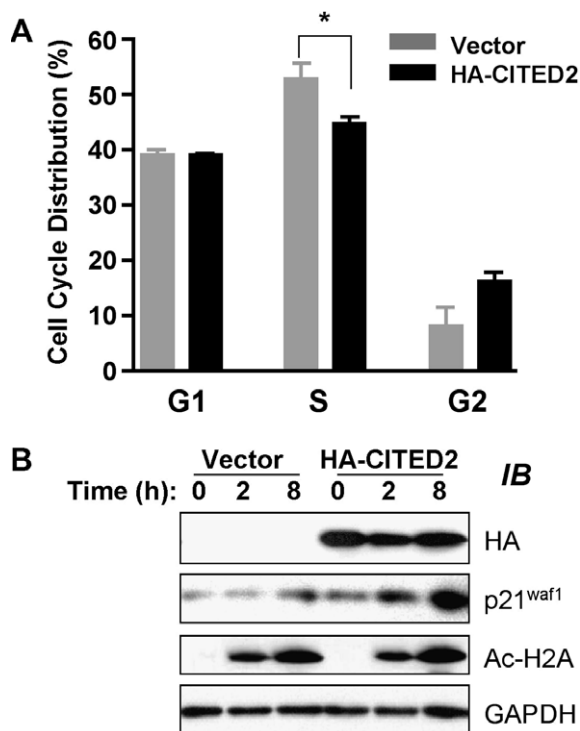 A
Cell Cycle Distribution (%)
60
50
40
30
20
10
0
*
Vector
HA-CITED2
G1 S G2
B
Vector HA-CITED2 IB
Time (h): 0 2 8 0 2 8
HA
p21waf1
Ac-H2A
GAPDH